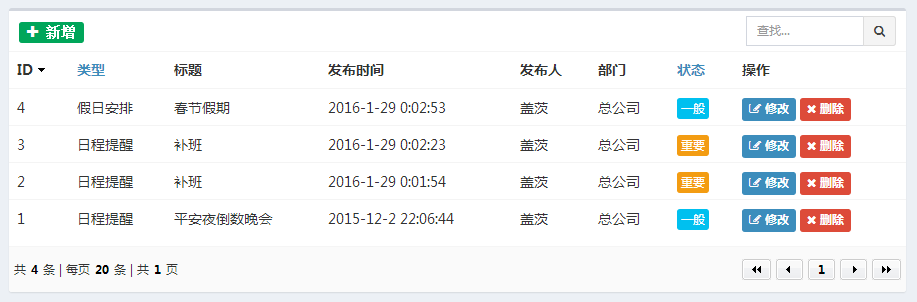 新增 查找...
ID 类型 标题 发布时间 发布人 部门 状态 操作
4 假日安排 春节假期 2016-1-29 0:02:53 盖茨 总公司 一般 修改 删除
3 日程提醒 补班 2016-1-29 0:02:23 盖茨 总公司 重要 修改 删除
2 日程提醒 补班 2016-1-29 0:01:54 盖茨 总公司 重要 修改 删除
1 日程提醒 平安夜倒数晚会 2015-12-2 22:06:44 盖茨 总公司 一般 修改 删除
共 4 条 | 每页 20 条 | 共 1 页 1